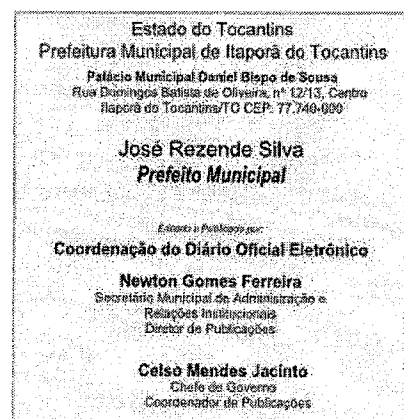 Estado do Tocantins
Prefeitura Municipal de Itaporã do Tocantins
Palácio Municipal Daniel Bispo de Sousa
Rua Domingos Batista de Oliveira, nº 12/13, Centro
Itaporã do Tocantins/TO CEP: 77.740-000
José Rezende Silva
Prefeito Municipal
Editado e Publicado por:
Coordenação do Diário Oficial Eletrônico
Newton Gomes Ferreira
Secretário Municipal de Administração e
Relações Institucionais
Diretor de Publicações
Celso Mendes Jacinto
Chefe de Governo
Coordenador de Publicações